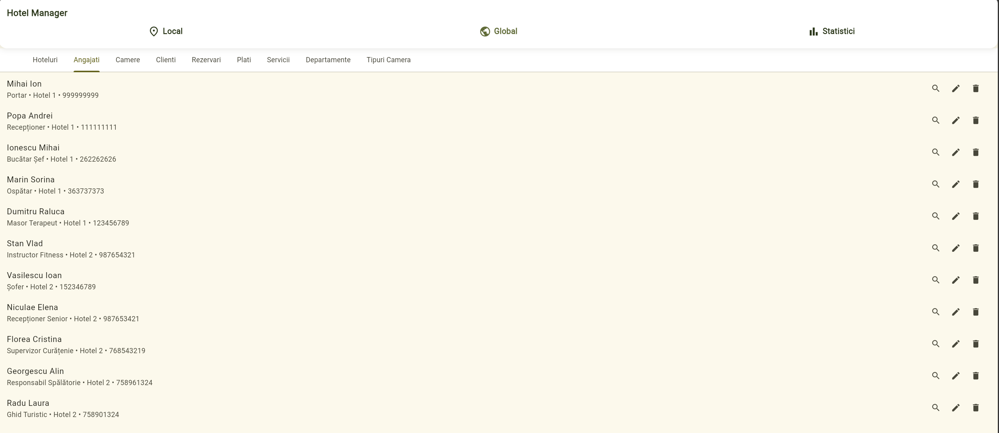 Hotel Manager
Local
Global
Statistici
Hoteluri Angajati Camere Clienti Rezervari Plati Servicii Departamente Tipuri Camera
Mihai Ion
Portar • Hotel 1 • 999999999
Popa Andrei
Recepționer • Hotel 1 • 111111111
Ionescu Mihai
Bucătar Șef • Hotel 1 • 262262626
Marin Sorina
Ospătar • Hotel 1 • 363737373
Dumitru Raluca
Masor Terapeut • Hotel 1 • 123456789
Stan Vlad
Instructor Fitness • Hotel 2 • 987654321
Vasilescu Ioan
Șofer • Hotel 2 • 152346789
Niculae Elena
Recepționer Senior • Hotel 2 • 987653421
Florea Cristina
Supervizor Curățenie • Hotel 2 • 768543219
Georgescu Alin
Responsabil Spălătorie • Hotel 2 • 758961324
Radu Laura
Ghid Turistic • Hotel 2 • 758901324